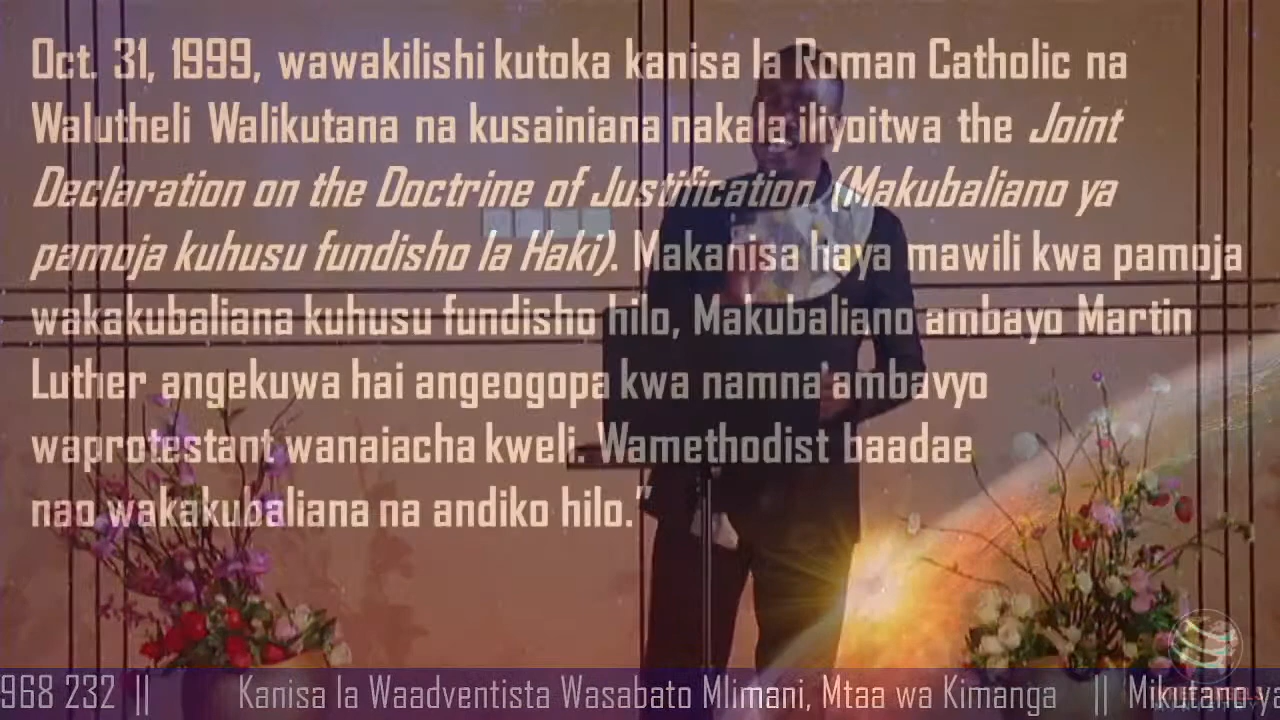 Oct. 31, 1999, wawakilishi kutoka kanisa la Roman Catholic na
Walutheli Walikutana na kusainiana nakala iliyoitwa the Joint
Declaration on the Doctrine of Justification (Makubaliano ya
pamoja kuhusu fundisho la Haki). Makanisa haya mawili kwa pamoja
wakakubaliana kuhusu fundisho hilo, Makubaliano ambayo Martin
Luther angekuwa hai angeogopa kwa namna ambavyo
waprotestant wanaiacha kweli. Wamethodist baadae
nao wakakubaliana na andiko hilo.”
968 232 || Kanisa la Waadventista Wasabato Mlimani, Mtaa wa Kimanga || Mikutano ya